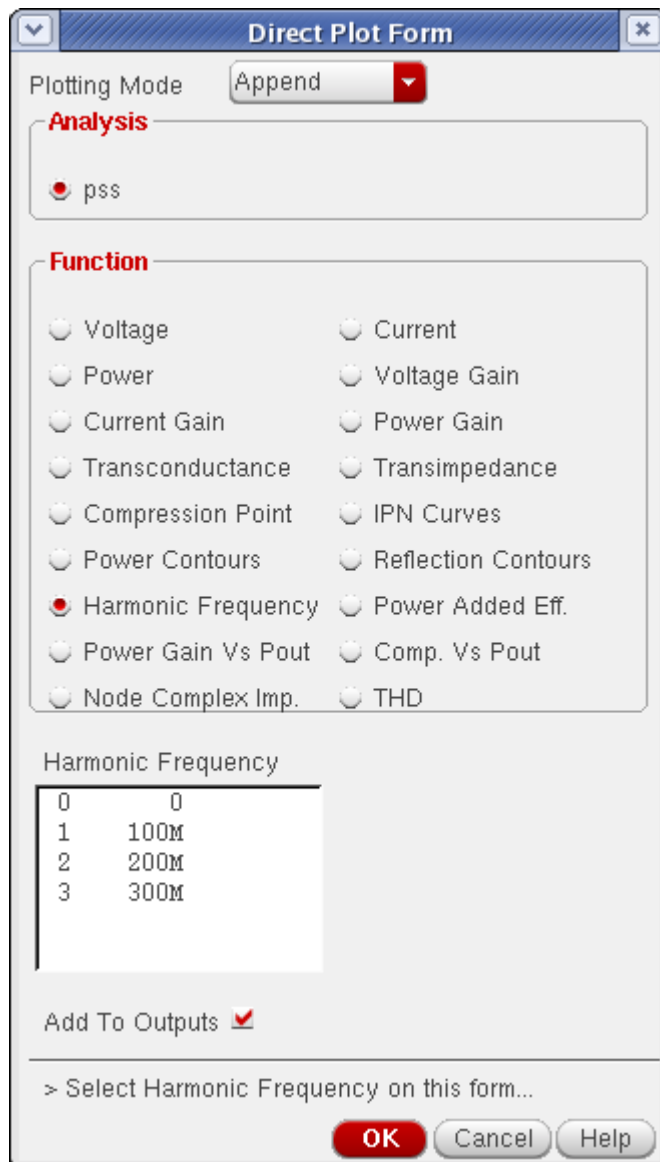 Direct Plot Form
Plotting Mode Append
Analysis
pss
Function
Voltage Current
Power Voltage Gain
Current Gain Power Gain
Transconductance Transimpedance
Compression Point IPN Curves
Power Contours Reflection Contours
Harmonic Frequency Power Added Eff.
Power Gain Vs Pout Comp. Vs Pout
Node Complex Imp. THD
Harmonic Frequency
0 0
1 100M
2 200M
3 300M
Add To Outputs
> Select Harmonic Frequency on this form...
OK Cancel Help